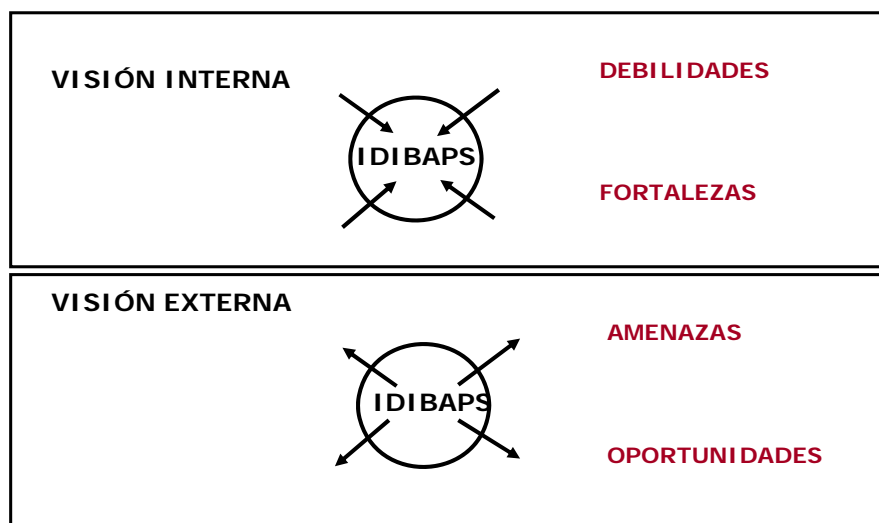 VISIÓN INTERNA
DEBILIDADES
IDIBAPS
FORTALEZAS
VISIÓN EXTERNA
AMENAZAS
IDIBAPS
OPORTUNIDADES